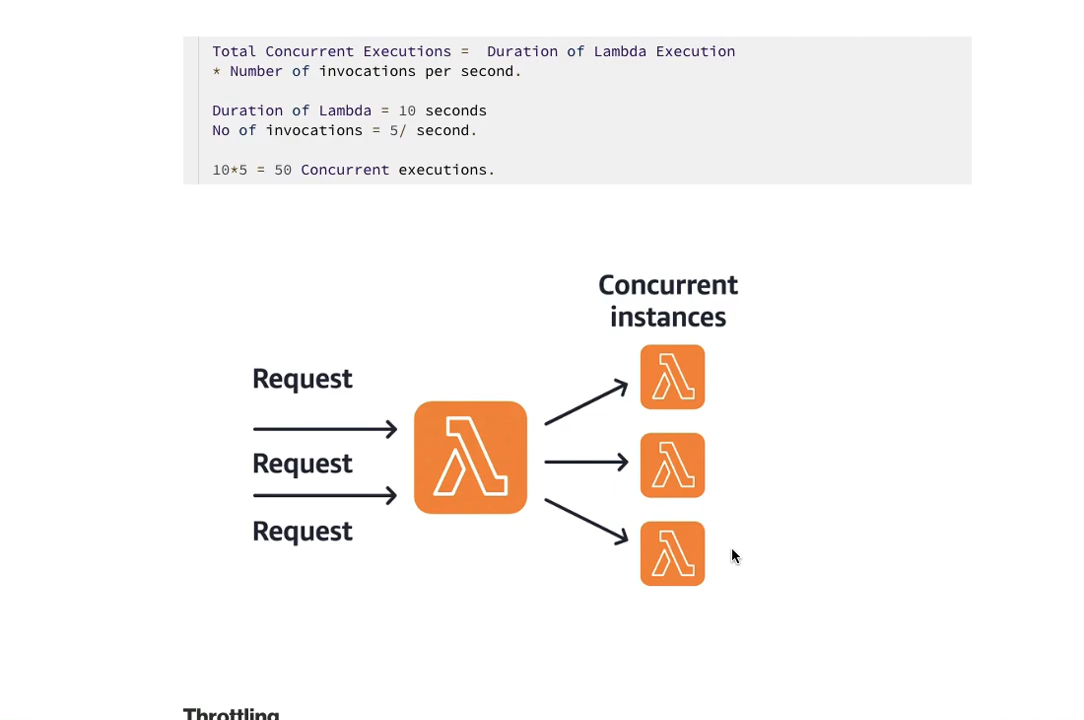 Total Concurrent Executions =  Duration of Lambda Execution
* Number of invocations per second.
Duration of Lambda = 10 seconds
No of invocations = 5/ second.
10*5 = 50 Concurrent executions.
Concurrent
instances
Request
Request
Request
Throttling